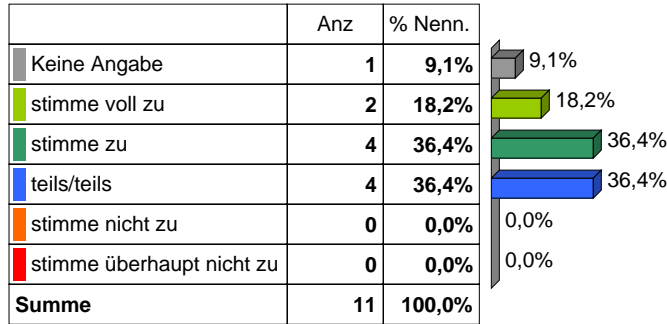 Anz % Nenn.
Keine Angabe 1 9,1% 9,1%
stimme voll zu 2 18,2% 18,2%
stimme zu 4 36,4% 36,4%
teils/teils 4 36,4% 36,4%
stimme nicht zu 0 0,0% 0,0%
stimme überhaupt nicht zu 0 0,0% 0,0%
Summe 11 100,0%